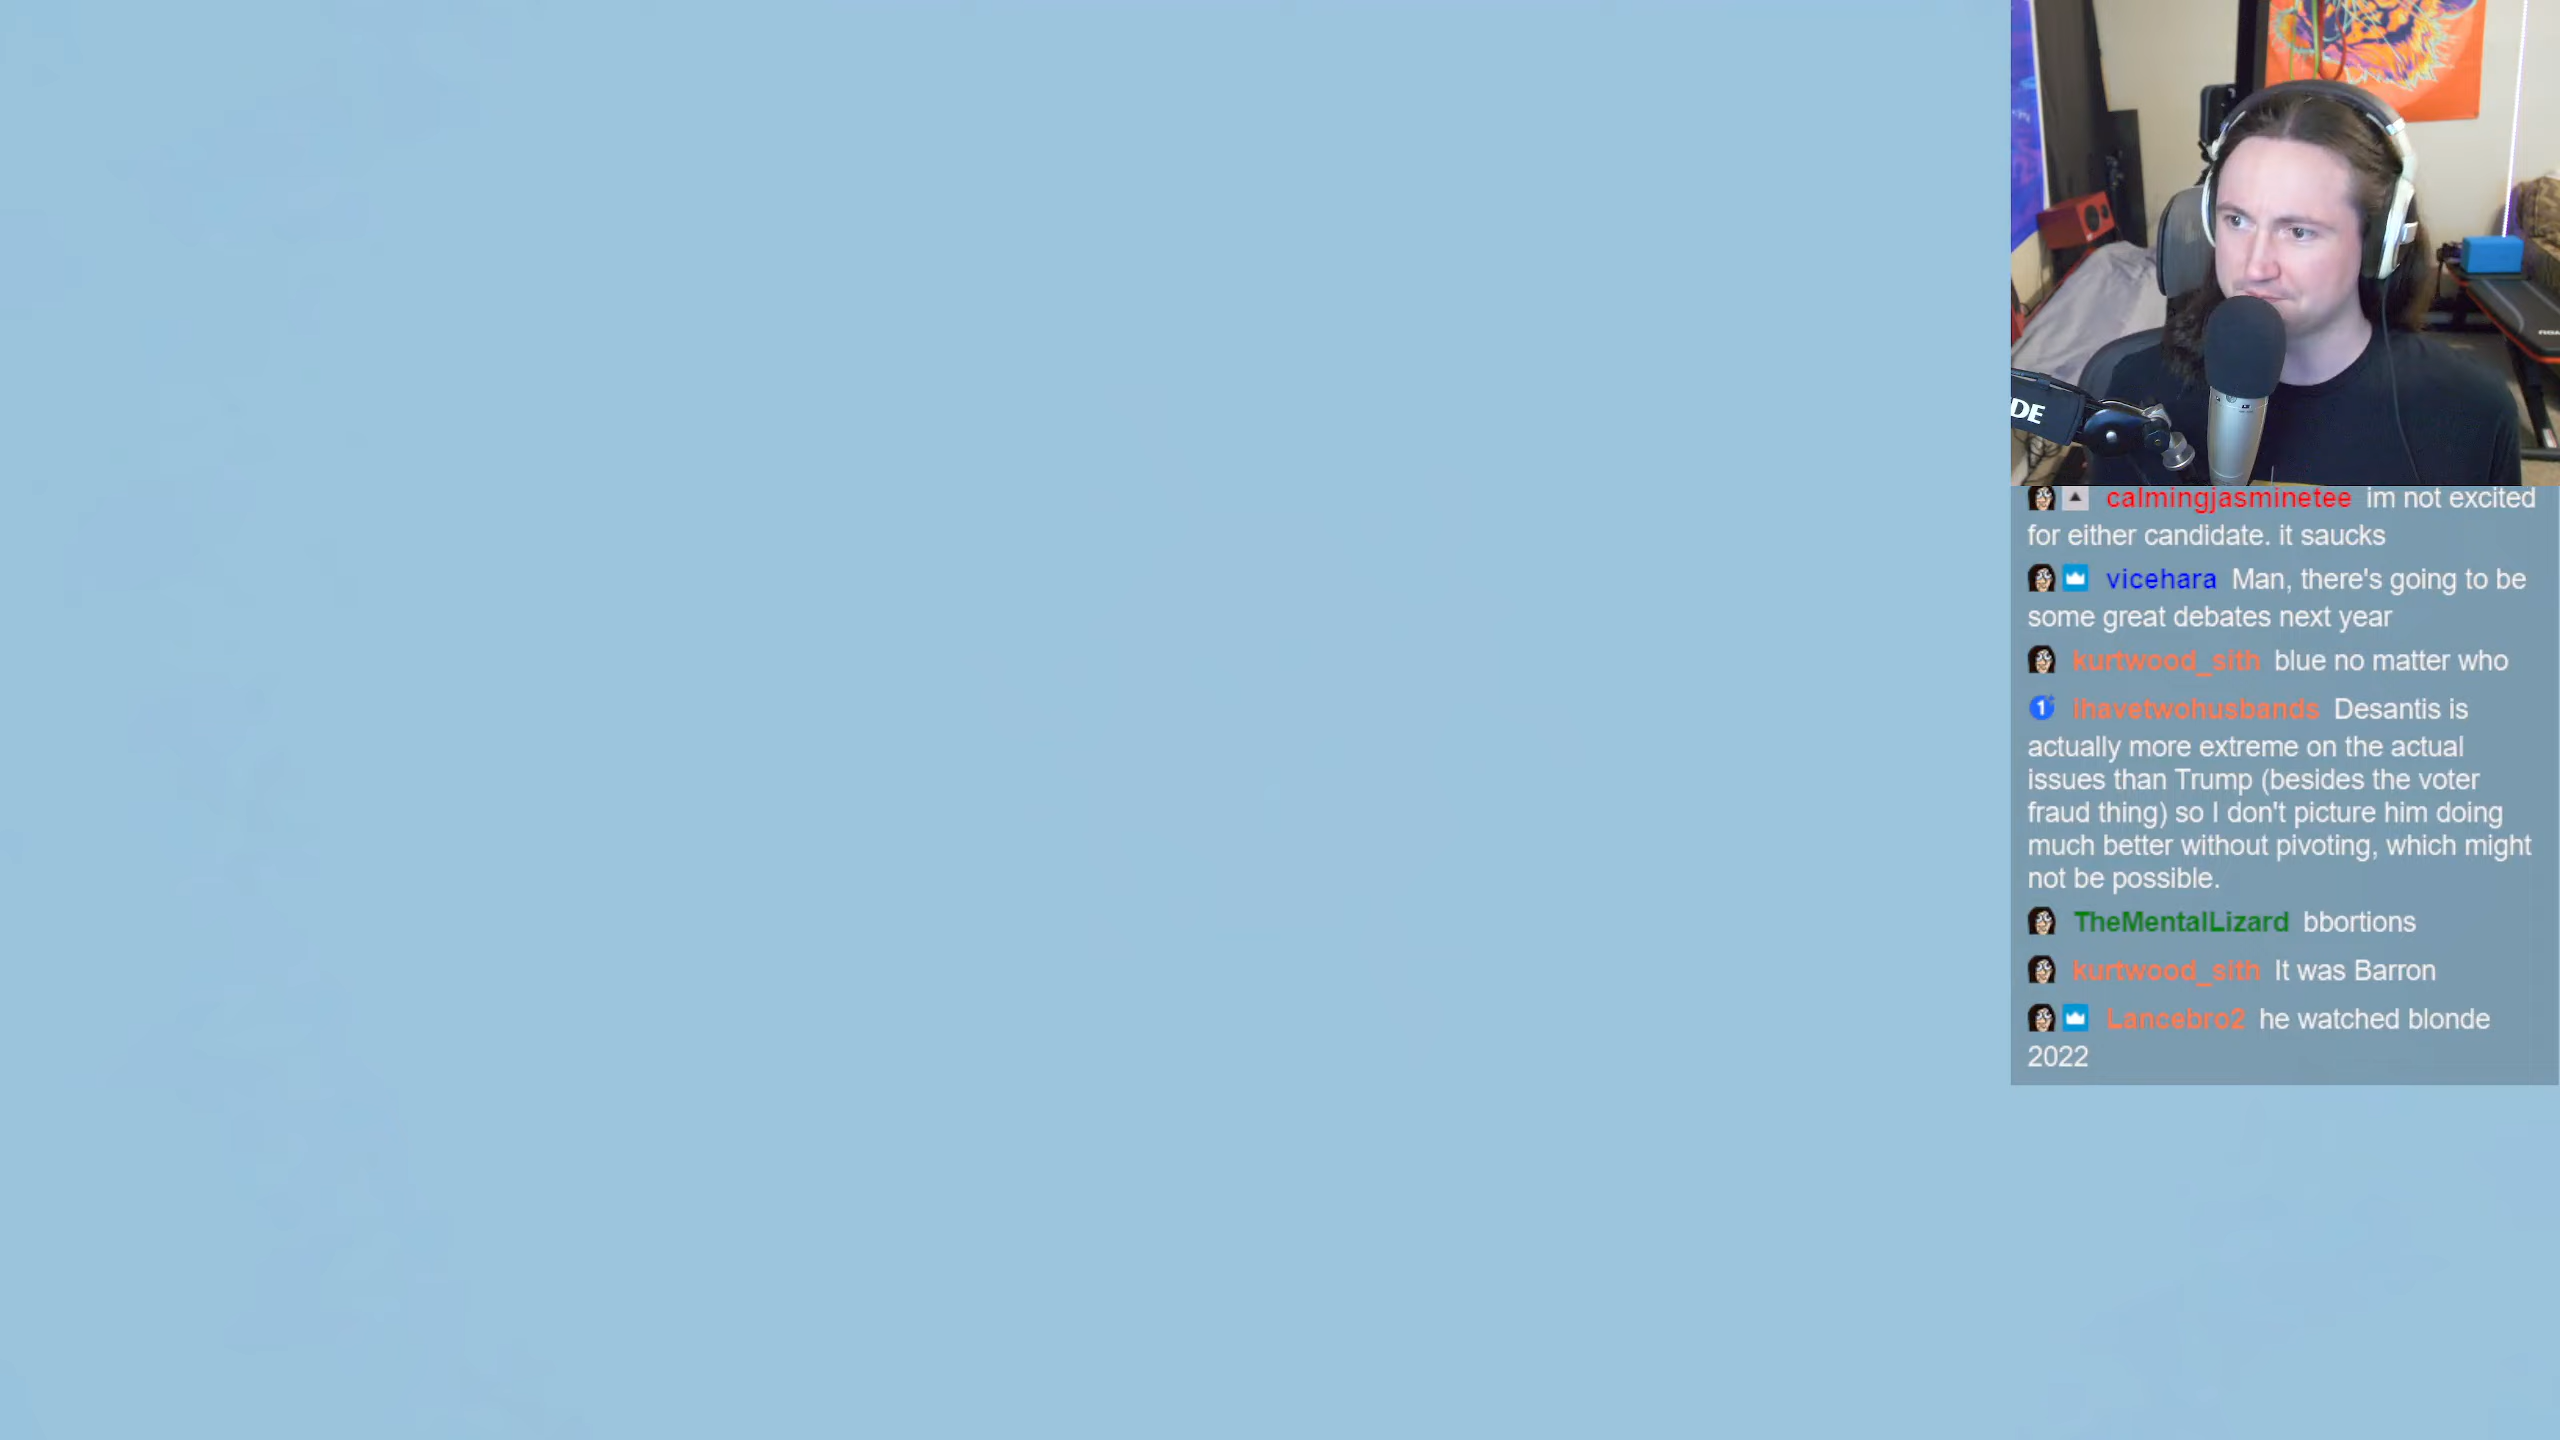 DE
calmingjasminetee im not excited
for either candidate. it saucks
vicehara Man, there's going to be
some great debates next year
kurtwood_sith blue no matter who
Ihavetwohusbands Desantis is
actually more extreme on the actual
issues than Trump (besides the voter
fraud thing) so I don't picture him doing
much better without pivoting, which might
not be possible.
TheMentalLizard bbortions
kurtwood_sith It was Barron
Lancebro2 he watched blonde
2022